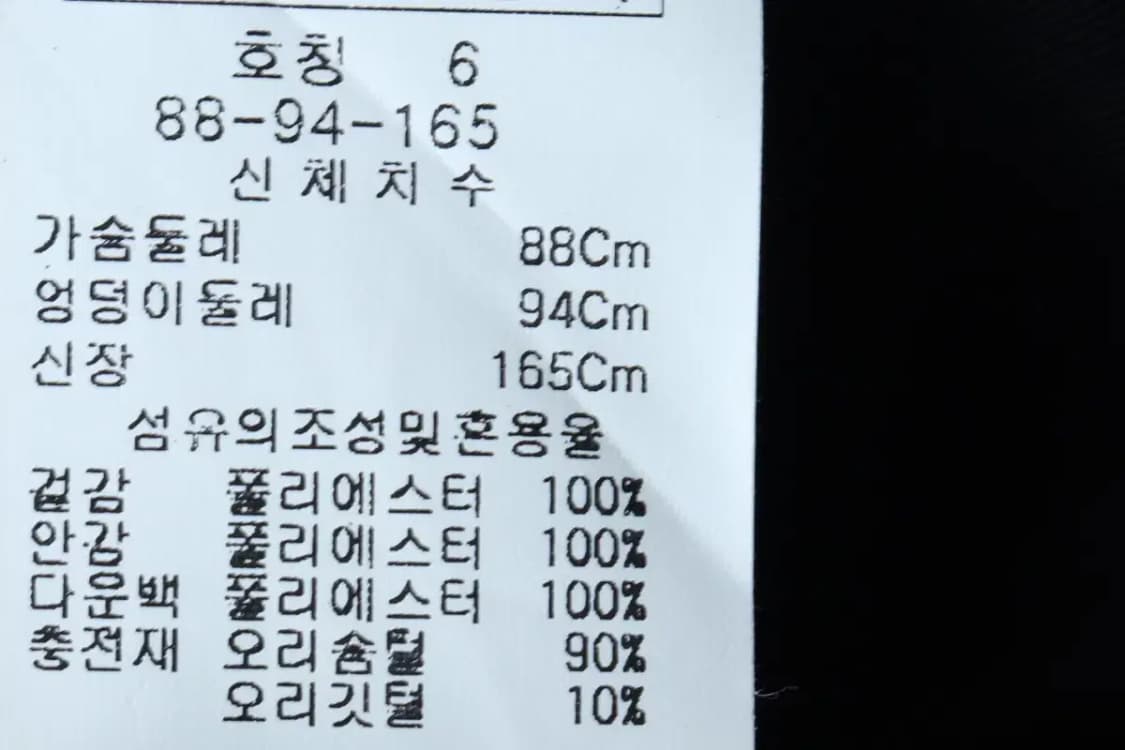 호칭 6
88-94-165
신체치수
가슴둘레 88Cm
엉덩이둘레 94Cm
신장 165Cm
섬유의조성및혼용율
겉감 폴리에스터 100%
안감 폴리에스터 100%
다운백 폴리에스터 100%
충전재 오리솜털 90%
오리깃털 10%